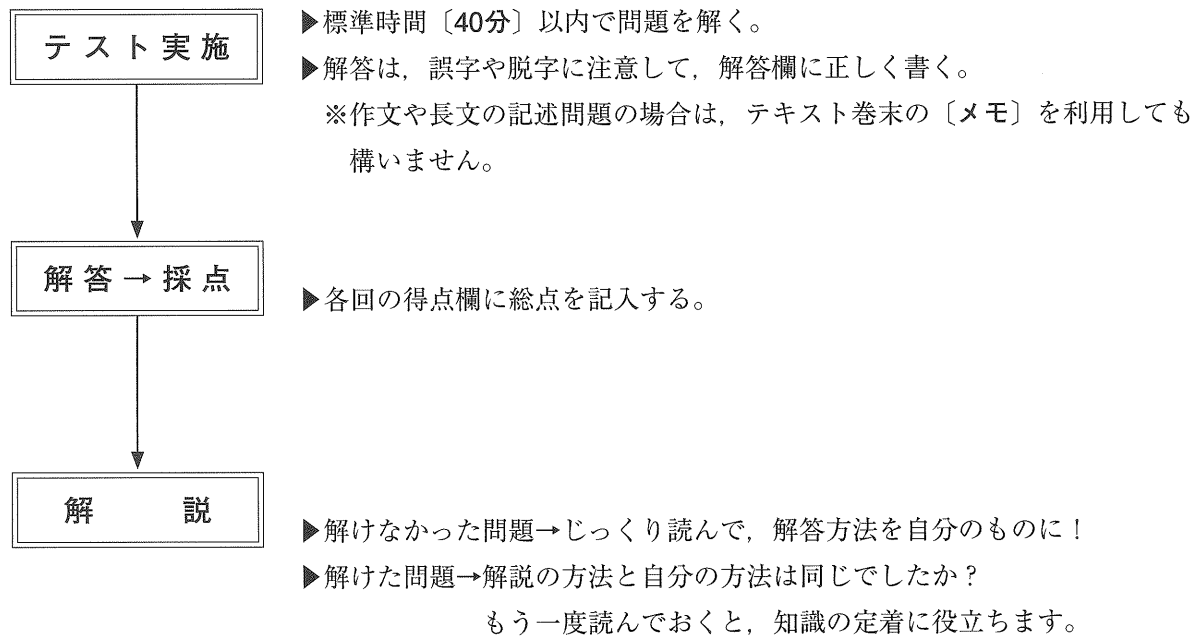 テスト実施
▶標準時間〔40分〕以内で問題を解く。
▶解答は，誤字や脱字に注意して，解答欄に正しく書く。
※作文や長文の記述問題の場合は，テキスト巻末の〔メモ〕を利用しても
構いません。
解答→採点
▶各回の得点欄に総点を記入する。
解　説
▶解けなかった問題→じっくり読んで，解答方法を自分のものに！
▶解けた問題→解説の方法と自分の方法は同じでしたか？
もう一度読んでおくと，知識の定着に役立ちます。